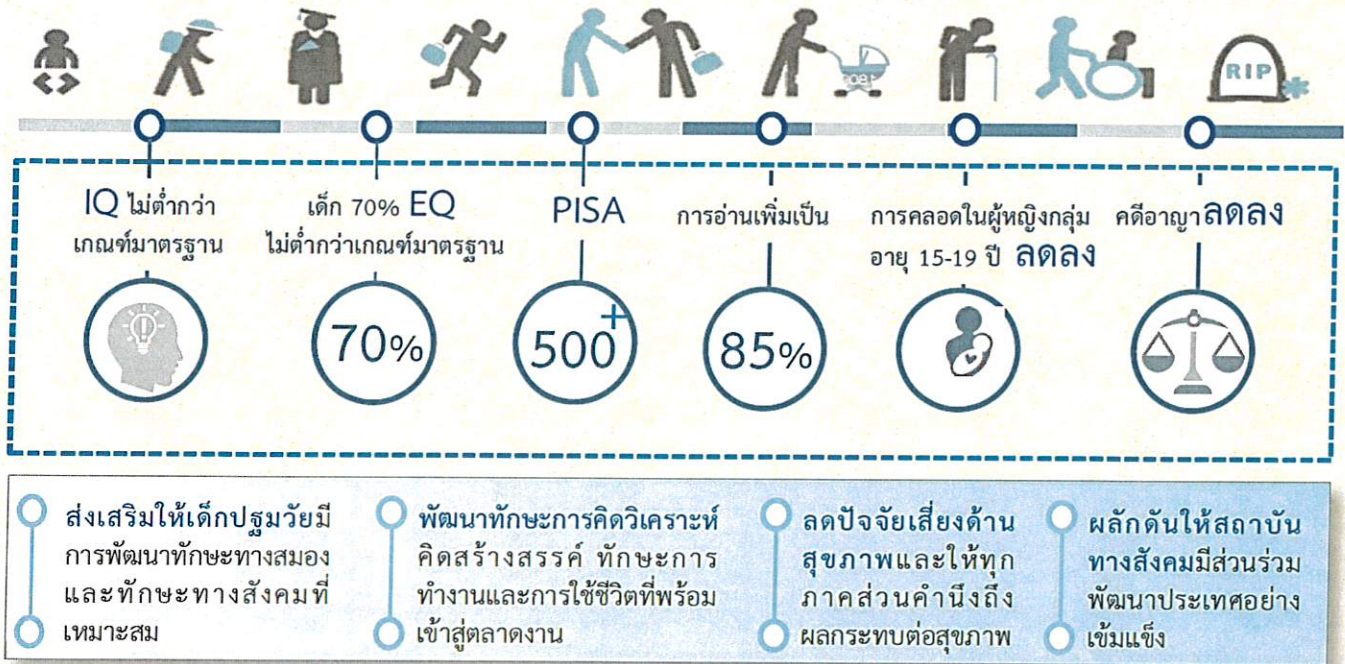 RIP
IQ ไม่ต่ำกว่า
เกณฑ์มาตรฐาน
เด็ก 70% EQ
ไม่ต่ำกว่าเกณฑ์มาตรฐาน
70%
PISA
500+
การอ่านเพิ่มเป็น
85%
การคลอดในผู้หญิงกลุ่ม
อายุ 15-19 ปี ลดลง
คดีอาญาลดลง
ส่งเสริมให้เด็กปฐมวัยมี
การพัฒนาทักษะทางสมอง
และทักษะทางสังคมที่
เหมาะสม
พัฒนาทักษะการคิดวิเคราะห์
คิดสร้างสรรค์ ทักษะการ
ทำงานและการใช้ชีวิตที่พร้อม
เข้าสู่ตลาดงาน
ลดปัจจัยเสี่ยงด้าน
สุขภาพและให้ทุก
ภาคส่วนคำนึงถึง
ผลกระทบต่อสุขภาพ
ผลักดันให้สถาบัน
ทางสังคมมีส่วนร่วม
พัฒนาประเทศอย่าง
เข้มแข็ง